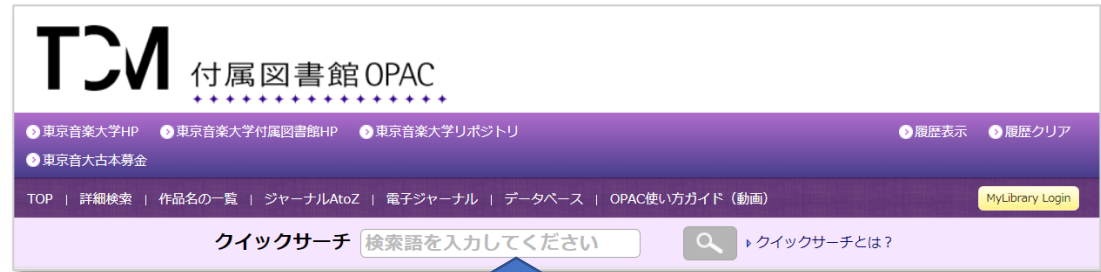 TCM 付属図書館OPAC
東京音楽大学HP 東京音楽大学付属図書館HP 東京音楽大学リポジトリ 履歴表示 履歴クリア
東京音大古本募金
TOP | 詳細検索 | 作品名の一覧 | ジャーナルAtoZ | 電子ジャーナル | データベース | OPAC使い方ガイド（動画） MyLibrary Login
クイックサーチ 検索語を入力してください クイックサーチとは？